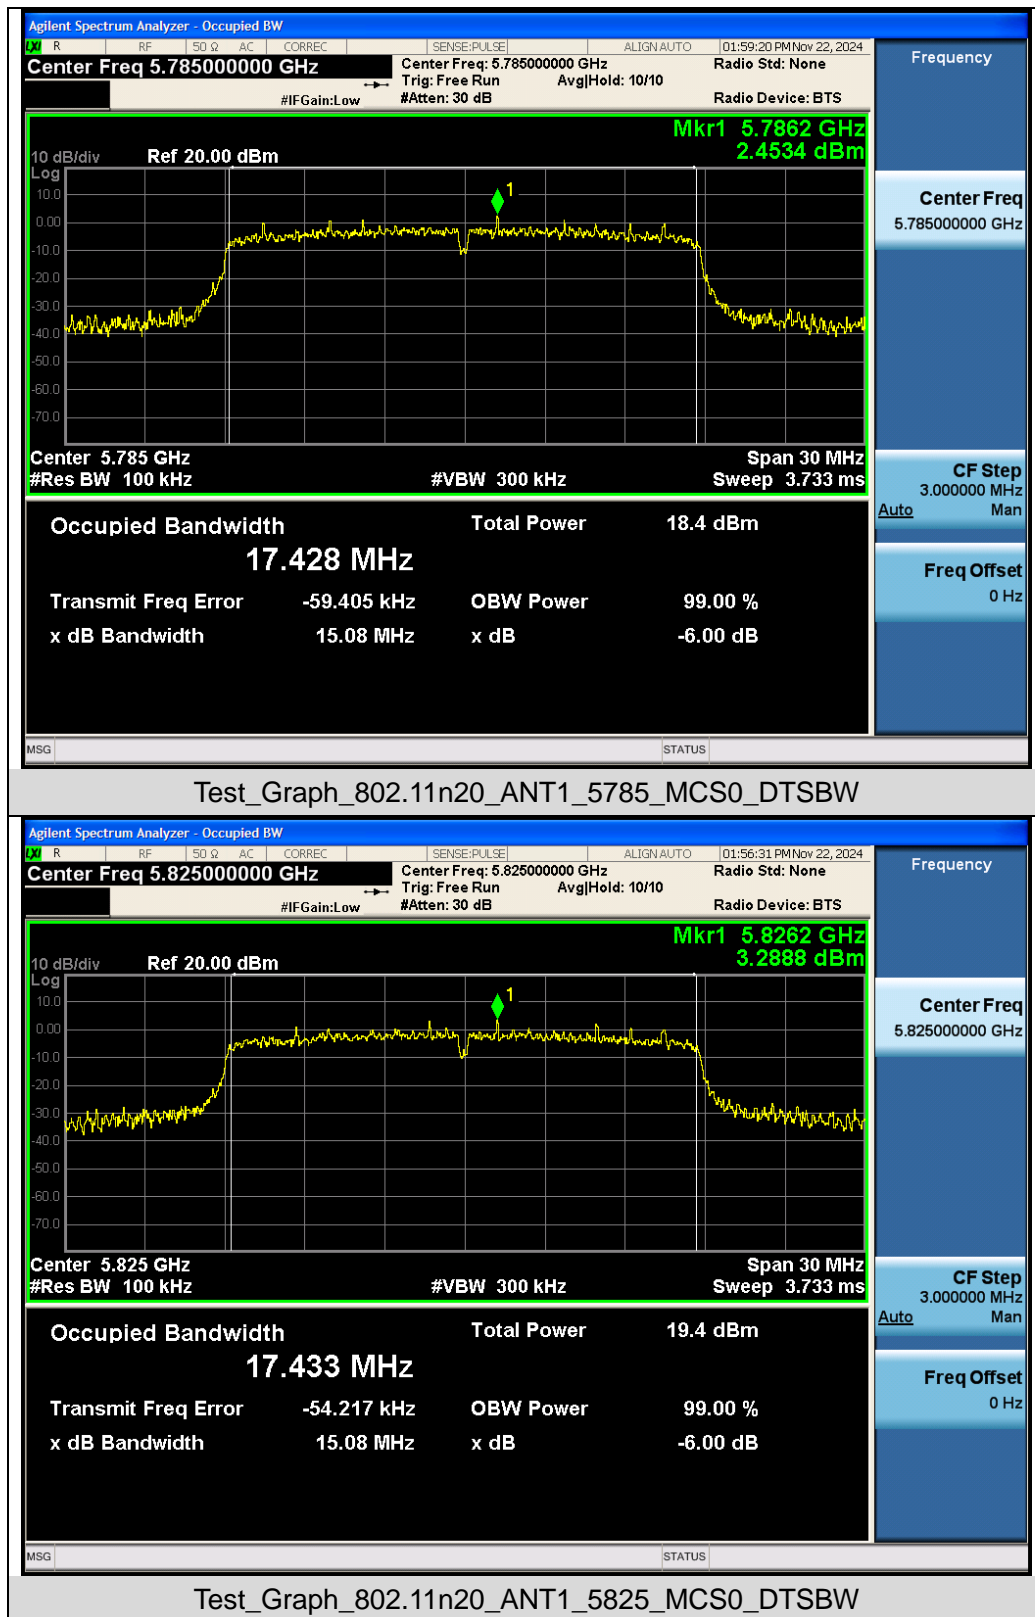 Agilent Spectrum Analyzer - Occupied BW
LXI R RF 50 Ω AC CORREC SENSE:PULSE ALIGN AUTO 01:59:20 PM Nov 22, 2024
Center Freq 5.785000000 GHz
Center Freq: 5.785000000 GHz
Radio Std: None
Trig: Free Run Avg|Hold: 10/10
#IFGain:Low #Atten: 30 dB Radio Device: BTS
Frequency
Mkr1 5.7862 GHz
2.4534 dBm
10 dB/div Ref 20.00 dBm
Log
10.0
0.00
-10.0
-20.0
-30.0
-40.0
-50.0
-60.0
-70.0
1
Center Freq
5.785000000 GHz
Center 5.785 GHz Span 30 MHz
#Res BW 100 kHz #VBW 300 kHz Sweep 3.733 ms
CF Step
3.000000 MHz
Auto Man
Occupied Bandwidth Total Power 18.4 dBm
17.428 MHz
Transmit Freq Error -59.405 kHz OBW Power 99.00 %
x dB Bandwidth 15.08 MHz x dB -6.00 dB
Freq Offset
0 Hz
MSG STATUS
Test_Graph_802.11n20_ANT1_5785_MCS0_DTSBW
Agilent Spectrum Analyzer - Occupied BW
LXI R RF 50 Ω AC CORREC SENSE:PULSE ALIGN AUTO 01:56:31 PM Nov 22, 2024
Center Freq 5.825000000 GHz
Center Freq: 5.825000000 GHz
Radio Std: None
Trig: Free Run Avg|Hold: 10/10
#IFGain:Low #Atten: 30 dB Radio Device: BTS
Frequency
Mkr1 5.8262 GHz
3.2888 dBm
10 dB/div Ref 20.00 dBm
Log
10.0
0.00
-10.0
-20.0
-30.0
-40.0
-50.0
-60.0
-70.0
1
Center Freq
5.825000000 GHz
Center 5.825 GHz Span 30 MHz
#Res BW 100 kHz #VBW 300 kHz Sweep 3.733 ms
CF Step
3.000000 MHz
Auto Man
Occupied Bandwidth Total Power 19.4 dBm
17.433 MHz
Transmit Freq Error -54.217 kHz OBW Power 99.00 %
x dB Bandwidth 15.08 MHz x dB -6.00 dB
Freq Offset
0 Hz
MSG STATUS
Test_Graph_802.11n20_ANT1_5825_MCS0_DTSBW